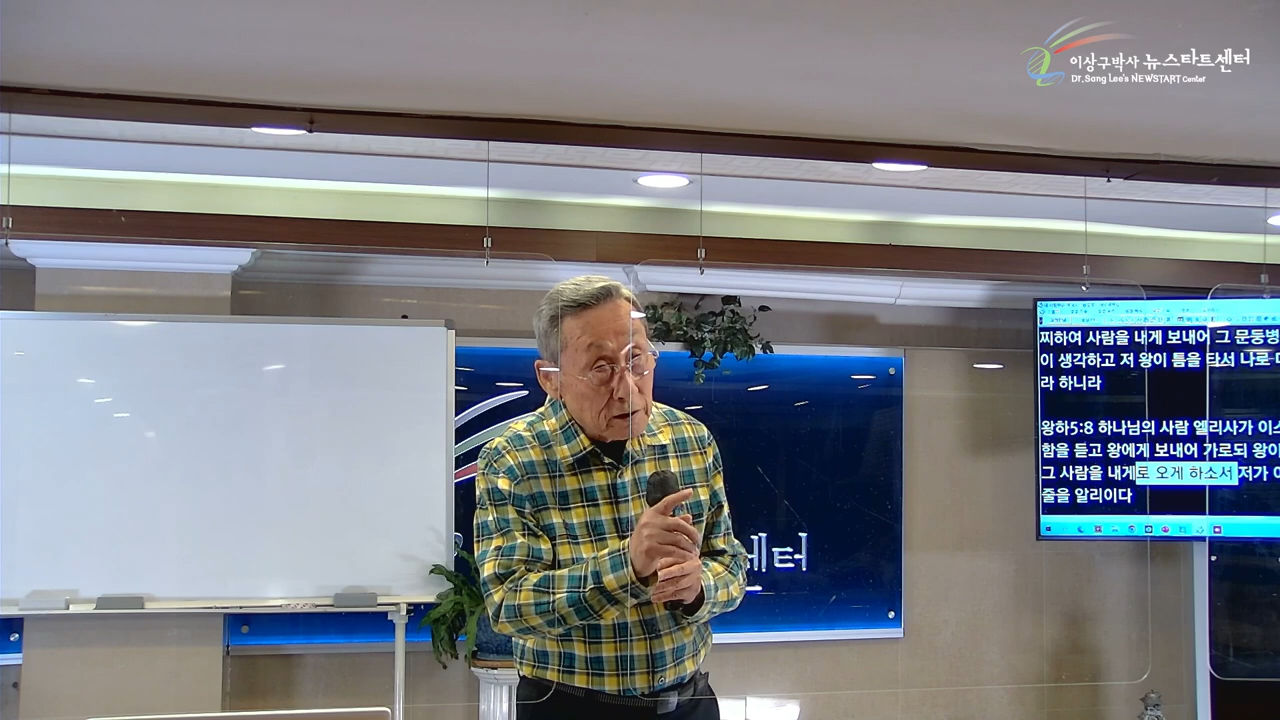 이상구박사 뉴스타트센터
Dr. Sang Lee's NEWSTART Center
찌하여 사람을 내게 보내어 그 문둥병
이 생각하고 저 왕이 틈을 타서 나로 더
라 하니라
왕하5:8 하나님의 사람 엘리사가 이스
함을 듣고 왕에게 보내어 가로되 왕이
그 사람을 내게로 오게 하소서 저가 이
줄을 알리이다
센터